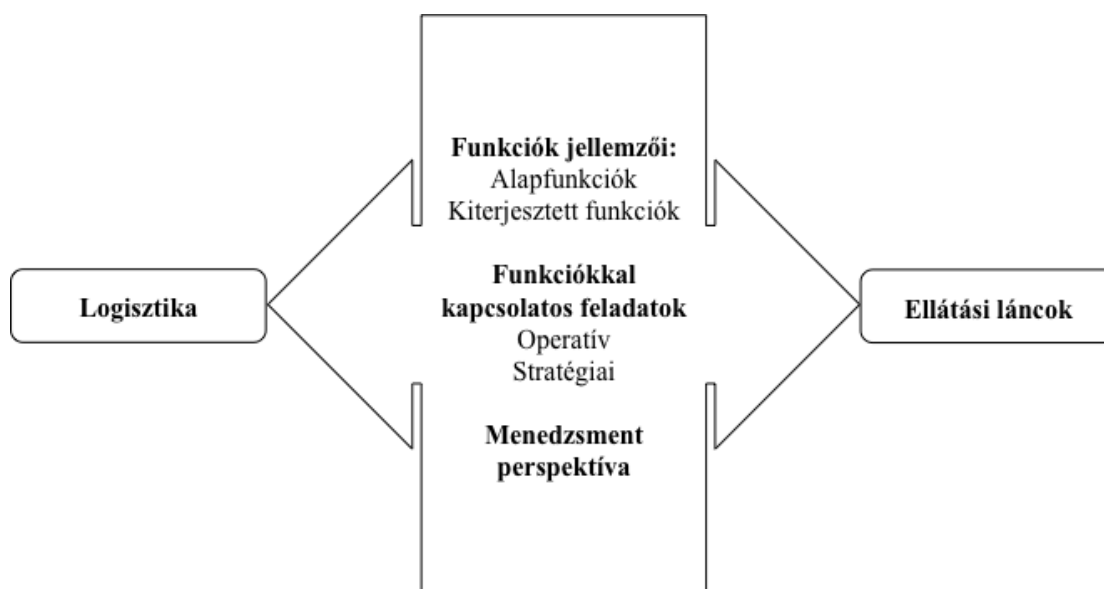 Funkciók jellemzői:
Alapfunkciók
Kiterjesztett funkciók
Logisztika
Funkciókkal
kapcsolatos feladatok
Operatív
Stratégiai
Ellátási láncok
Menedzsment
perspektíva